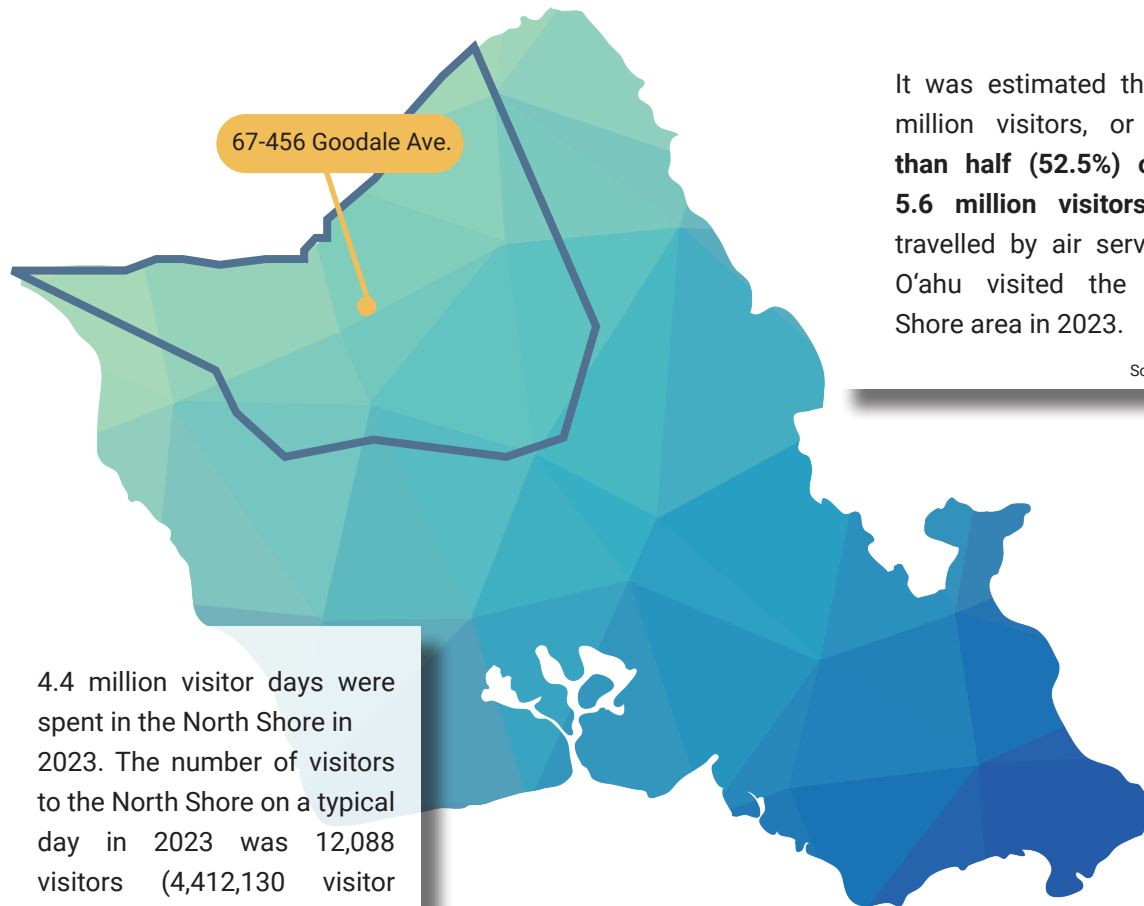 67-456 Goodale Ave.
It was estimated th
million visitors, or
than half (52.5%)
5.6 million visitors
travelled by air serv
Oʻahu visited the
Shore area in 2023.
4.4 million visitor days were
spent in the North Shore in
2023. The number of visitors
to the North Shore on a typical
day in 2023 was 12,088
visitors (4,412,130 visitor